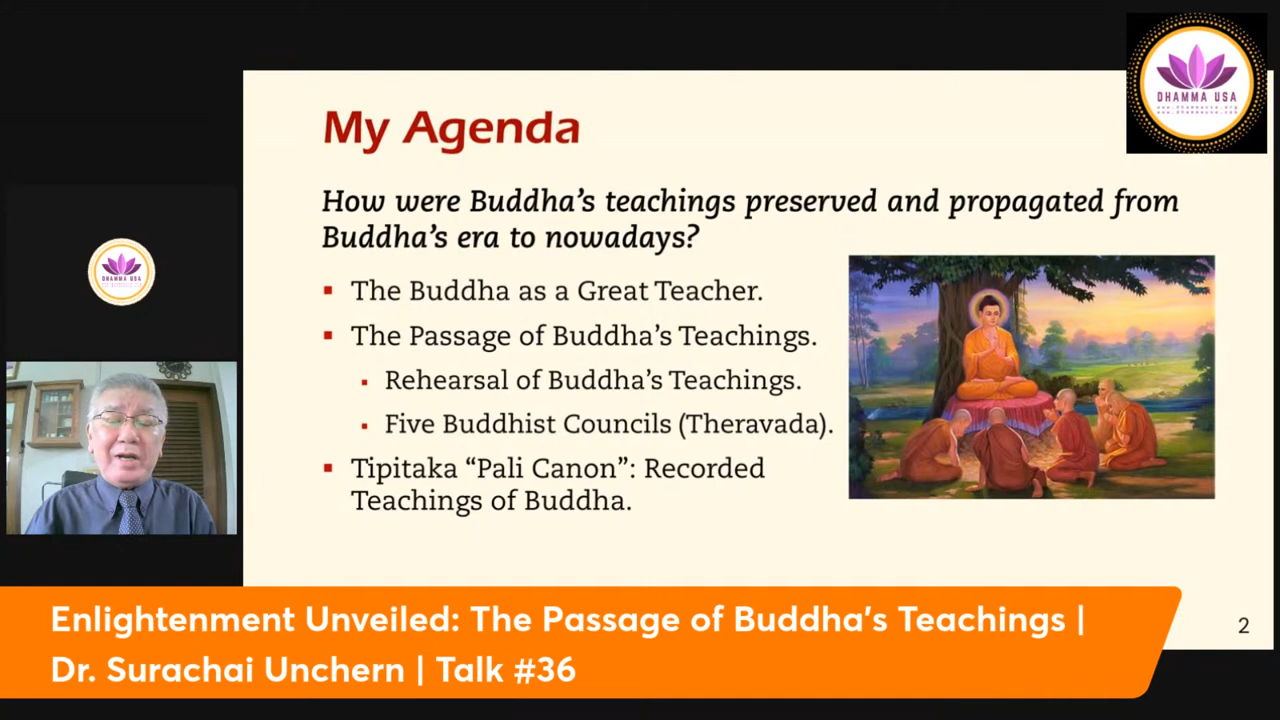 My Agenda
How were Buddha's teachings preserved and propagated from
Buddha's era to nowadays?
▪ The Buddha as a Great Teacher.
▪ The Passage of Buddha's Teachings.
▪ Rehearsal of Buddha's Teachings.
▪ Five Buddhist Councils (Theravada).
▪ Tipitaka “Pali Canon”: Recorded
Teachings of Buddha.
DHAMMA USA
DHAMMA USA
Enlightenment Unveiled: The Passage of Buddha's Teachings |
Dr. Surachai Unchern | Talk #36
2